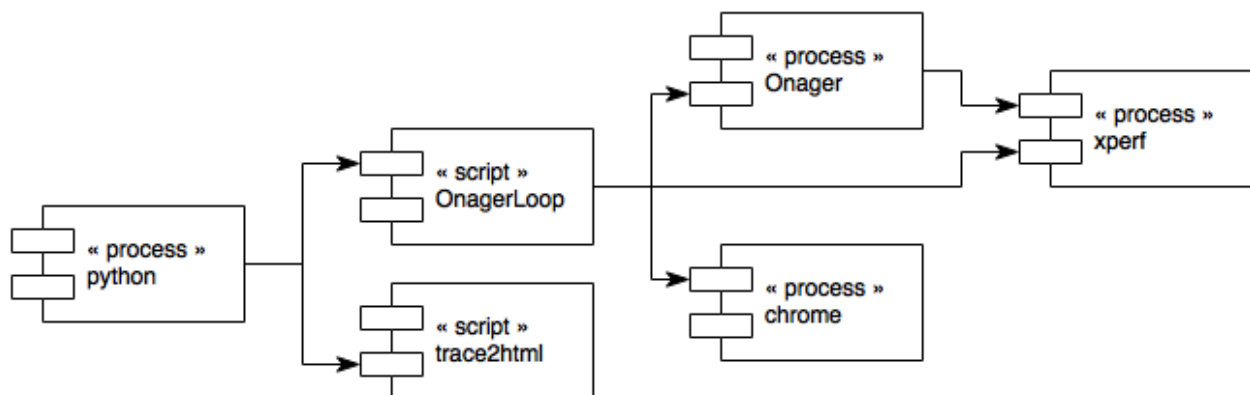 « process »
Onager
« process »
xperf
« script »
OnagerLoop
« process »
python
« process »
chrome
« script »
trace2html